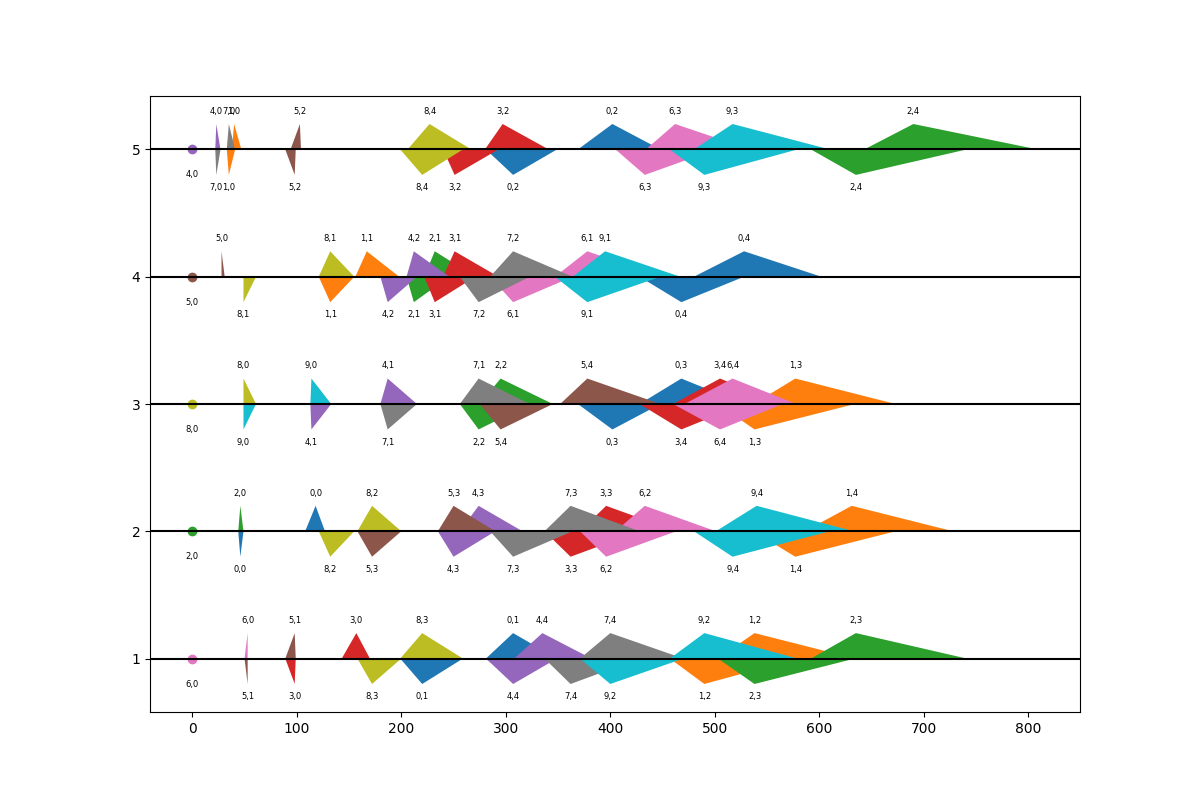 4,0 7,0 1,0 5,2 8,4 3,2 0,2 6,3 9,3 2,4
5
4,0 7,0 1,0 5,2 8,4 3,2 0,2 6,3 9,3 2,4
5,0 8,1 1,1 4,2 2,1 3,1 7,2 6,1 9,1 0,4
4
5,0 8,1 1,1 4,2 2,1 3,1 7,2 6,1 9,1 0,4
8,0 9,0 4,1 7,1 2,2 5,4 0,3 3,4 6,4 1,3
3
8,0 9,0 4,1 7,1 2,2 5,4 0,3 3,4 6,4 1,3
2,0 0,0 8,2 5,3 4,3 7,3 3,3 6,2 9,4 1,4
2
2,0 0,0 8,2 5,3 4,3 7,3 3,3 6,2 9,4 1,4
6,0 5,1 3,0 8,3 0,1 4,4 7,4 9,2 1,2 2,3
1
6,0 5,1 3,0 8,3 0,1 4,4 7,4 9,2 1,2 2,3
0 100 200 300 400 500 600 700 800